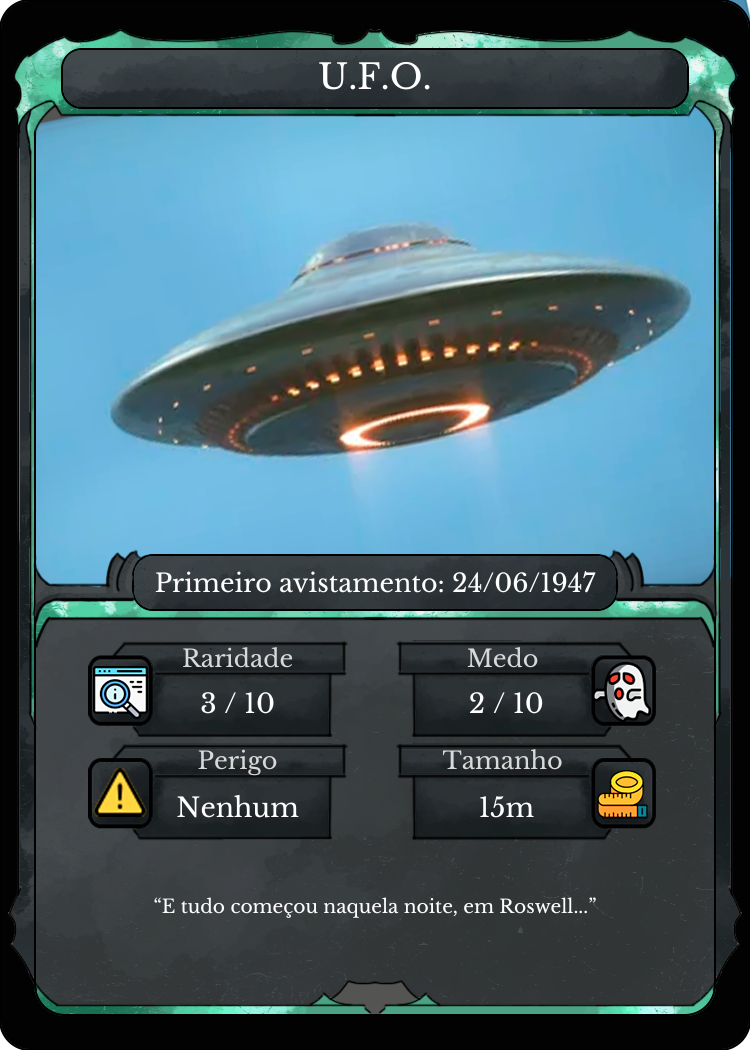 U.F.O.
Primeiro avistamento: 24/06/1947
Raridade
3 / 10
Medo
2 / 10
Perigo
Nenhum
Tamanho
15m
“E tudo começou naquela noite, em Roswell...”